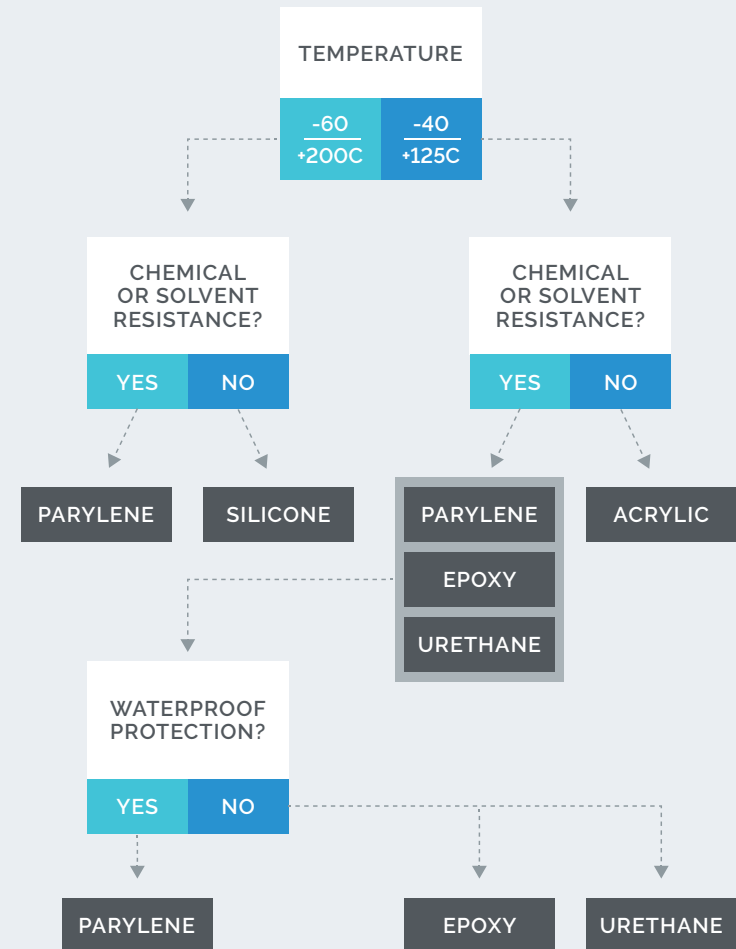 TEMPERATURE
-60
+200C
-40
+125C
CHEMICAL
OR SOLVENT
RESISTANCE?
YES
NO
CHEMICAL
OR SOLVENT
RESISTANCE?
YES
NO
PARYLENE
SILICONE
PARYLENE
EPOXY
URETHANE
ACRYLIC
WATERPROOF
PROTECTION?
YES
NO
PARYLENE
EPOXY
URETHANE